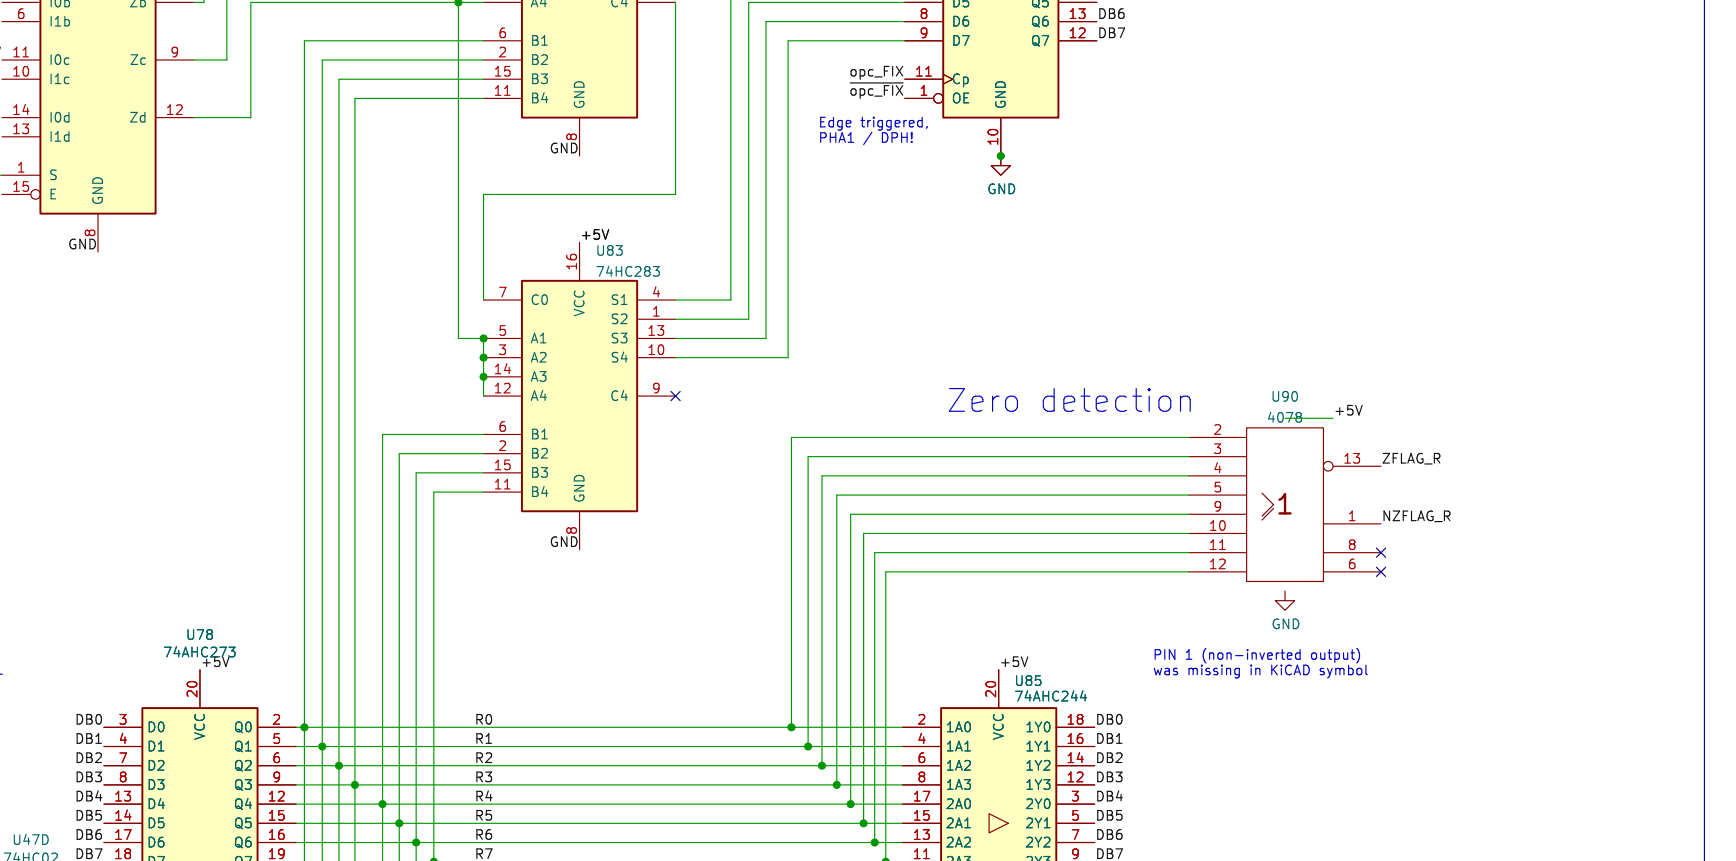 I0b
Zb
6
I1b
11
I0c
Zc
9
10
I1c
14
I0d
Zd
12
13
I1d
1
S
15
E
GND
8
GND
A4
C4
6
B1
2
B2
15
B3
11
B4
GND
8
GND
D5
Q5
8
D6
Q6
13
DB6
9
D7
Q7
12
DB7
opc_FIX
11
Cp
opc_FIX
1
OE
GND
10
GND
Edge triggered,
PHA1 / DPH!
+5V
U83
74HC283
16
VCC
7
C0
S1
4
S2
1
5
A1
S3
13
3
A2
S4
10
14
A3
12
A4
C4
9
6
B1
2
B2
15
B3
11
B4
GND
8
GND
Zero detection
U90
4078
+5V
2
3
4
5
9
10
11
12
1
13
ZFLAG_R
1
NZFLAG_R
8
6
GND
PIN 1 (non-inverted output)
was missing in KiCAD symbol
U78
74AHC273
+5V
20
VCC
DB0
3
D0
Q0
2
R0
DB1
4
D1
Q1
5
R1
DB2
7
D2
Q2
6
R2
DB3
8
D3
Q3
9
R3
DB4
13
D4
Q4
12
R4
DB5
14
D5
Q5
15
R5
DB6
17
D6
Q6
16
R6
DB7
18
D7
Q7
19
R7
U47D
74HC02
+5V
U85
74AHC244
20
VCC
2
1A0
1Y0
18
DB0
4
1A1
1Y1
16
DB1
6
1A2
1Y2
14
DB2
8
1A3
1Y3
12
DB3
17
2A0
2Y0
3
DB4
15
2A1
2Y1
5
DB5
13
2A2
2Y2
7
DB6
11
2A3
2Y3
9
DB7